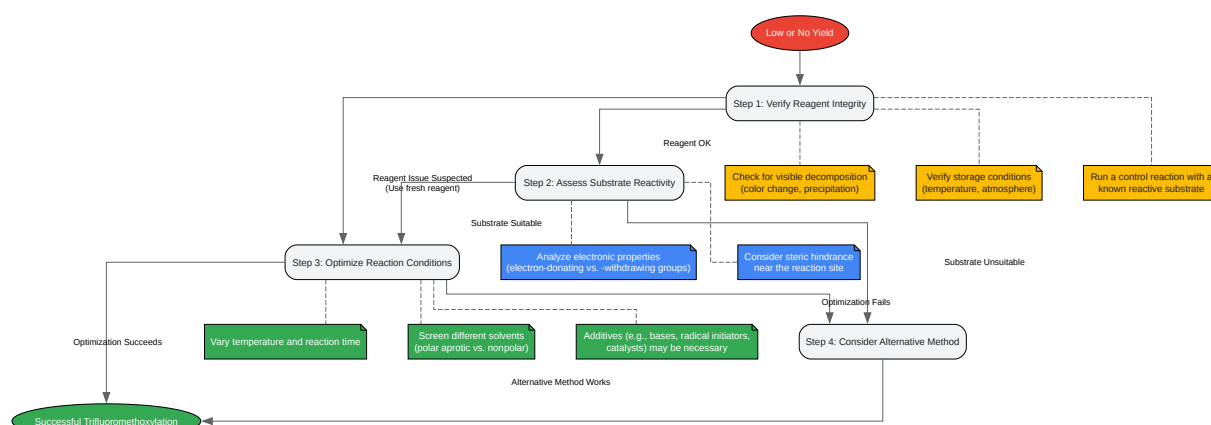 Low or No Yield
Step 1: Verify Reagent Integrity
Reagent OK
Check for visible decomposition
(color change, precipitation)
Verify storage conditions
(temperature, atmosphere)
Run a control reaction with a
known reactive substrate
Reagent Issue Suspected
(Use fresh reagent)
Step 2: Assess Substrate Reactivity
Substrate Suitable
Analyze electronic properties
(electron-donating vs. -withdrawing groups)
Consider steric hindrance
near the reaction site
Substrate Unsuitable
Step 3: Optimize Reaction Conditions
Optimization Fails
Optimization Succeeds
Vary temperature and reaction time
Screen different solvents
(polar aprotic vs. nonpolar)
Additives (e.g., bases, radical initiators,
catalysts) may be necessary
Step 4: Consider Alternative Method
Alternative Method Works
Successful Trifluoromethoxylation